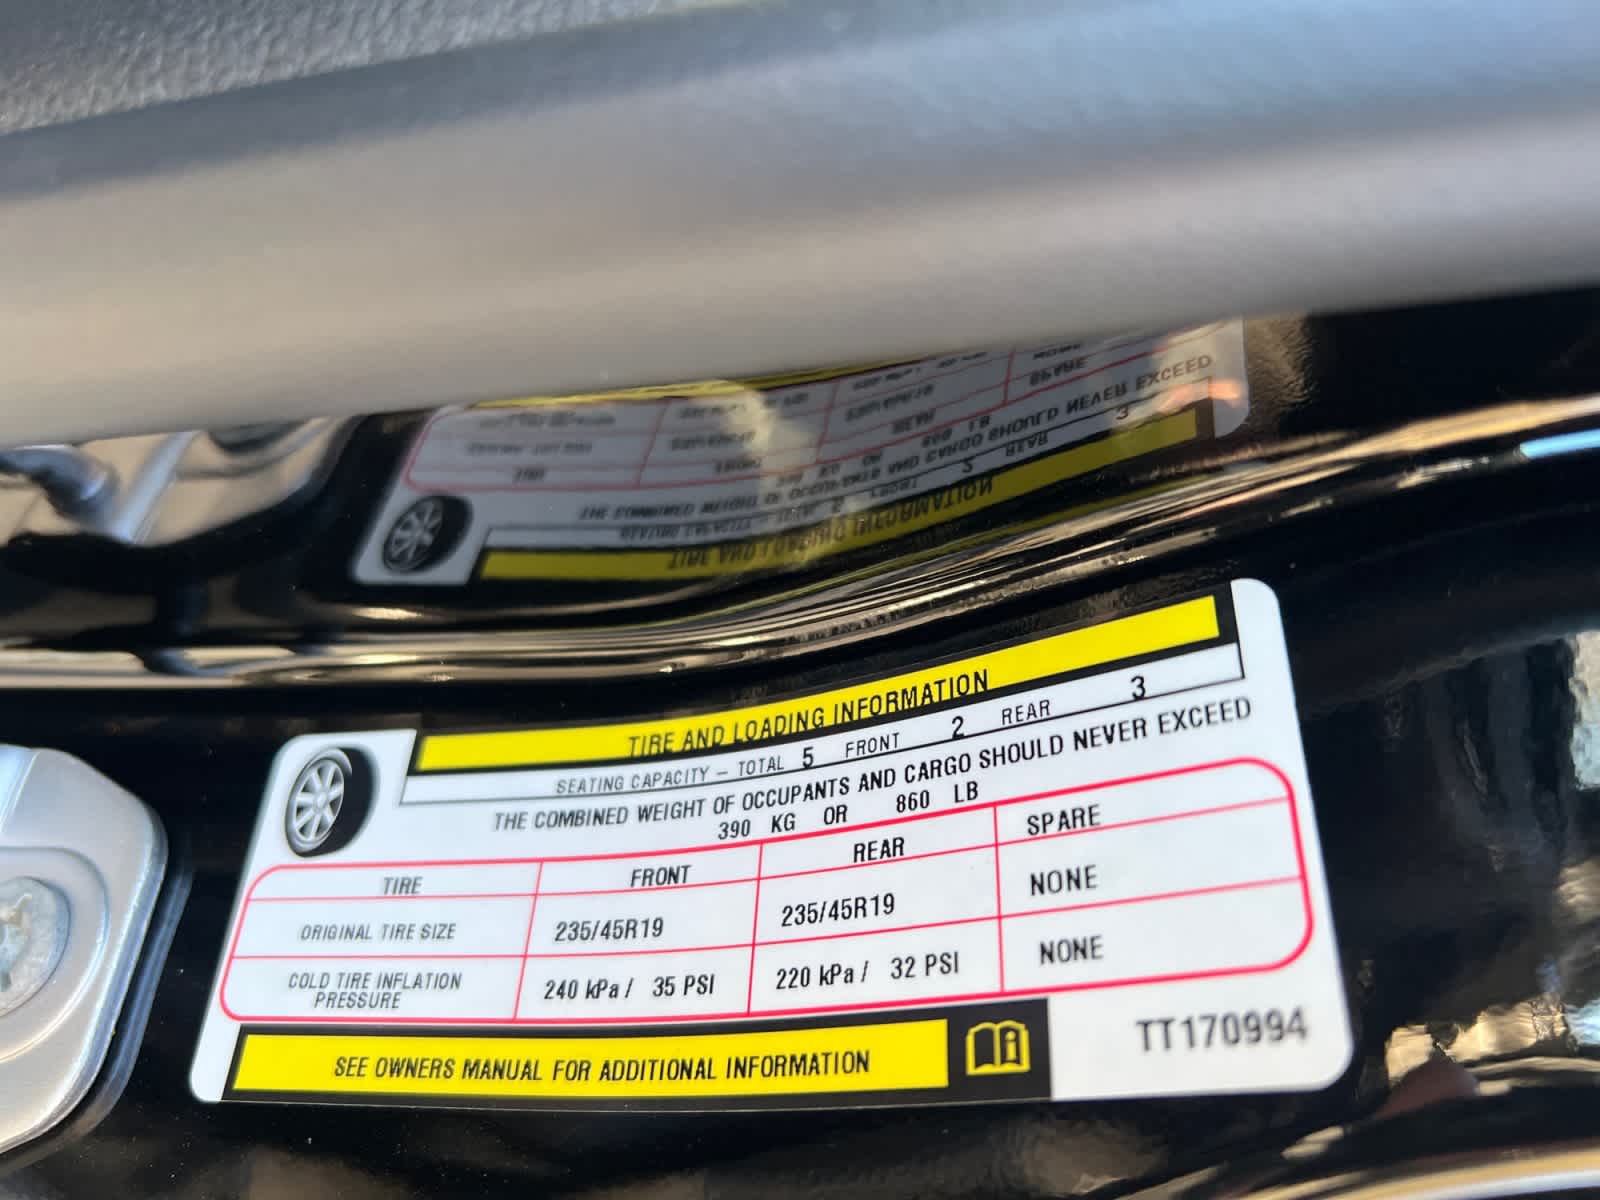 TIRE AND LOADING INFORMATION
SEATING CAPACITY – TOTAL 5 FRONT 2 REAR 3
THE COMBINED WEIGHT OF OCCUPANTS AND CARGO SHOULD NEVER EXCEED
390 KG OR 860 LB
TIRE FRONT REAR SPARE
ORIGINAL TIRE SIZE 235/45R19 235/45R19 NONE
COLD TIRE INFLATION PRESSURE 240 kPa / 35 PSI 220 kPa / 32 PSI NONE
SEE OWNERS MANUAL FOR ADDITIONAL INFORMATION
TT170994